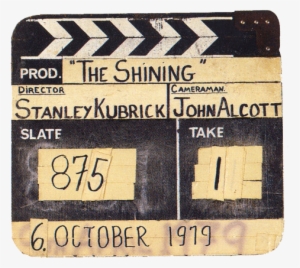 PROD. "THE SHINING"
DIRECTOR CAMERAMAN
STANLEY KUBRICK JOHN ALCOTT
SLATE TAKE
875 1
6. OCTOBER 1979